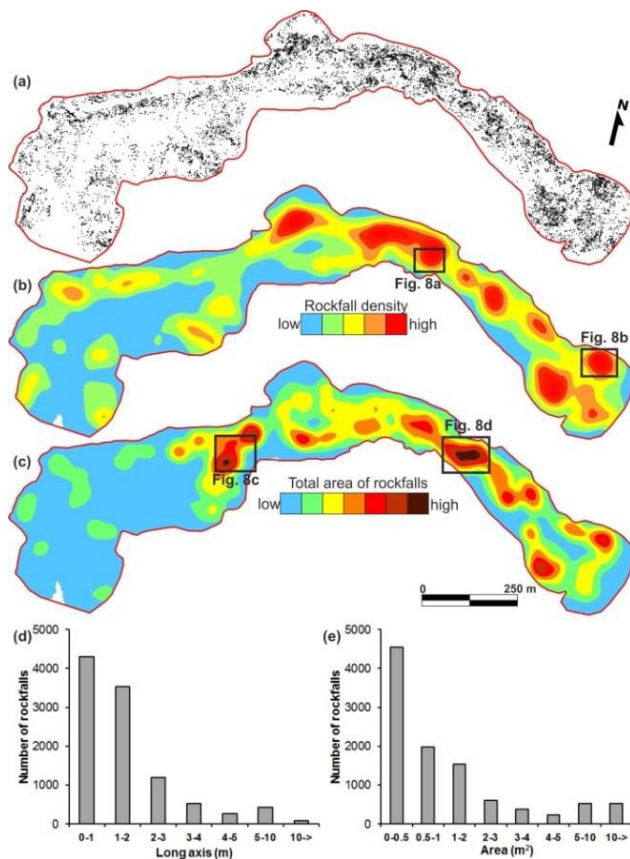 (a)
N
(b)
Fig. 8a
Rockfall density
low high
Fig. 8b
(c)
Fig. 8c
Fig. 8d
Total area of rockfalls
low high
0 250 m
(d)
Number of rockfalls
5000
4000
3000
2000
1000
0
0-1 1-2 2-3 3-4 4-5 5-10 10->
Long axis (m)
(e)
Number of rockfalls
5000
4000
3000
2000
1000
0
0-0.5 0.5-1 1-2 2-3 3-4 4-5 5-10 10->
Area (m²)